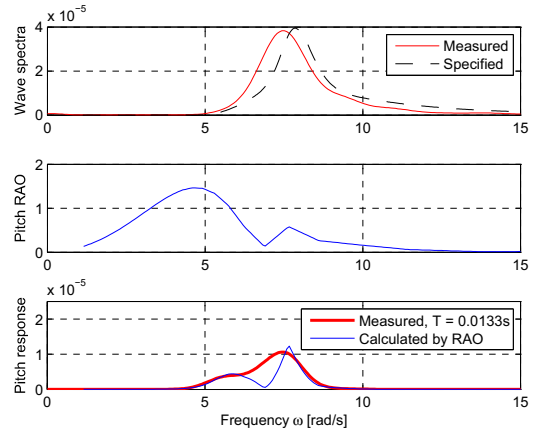 x 10⁻⁵
4
2
0
Wave spectra
Measured
Specified
0 5 10 15
2
1
0
Pitch RAO
0 5 10 15
x 10⁻⁵
2
1
0
Pitch response
Measured, T = 0.0133s
Calculated by RAO
0 5 10 15
Frequency ω [rad/s]